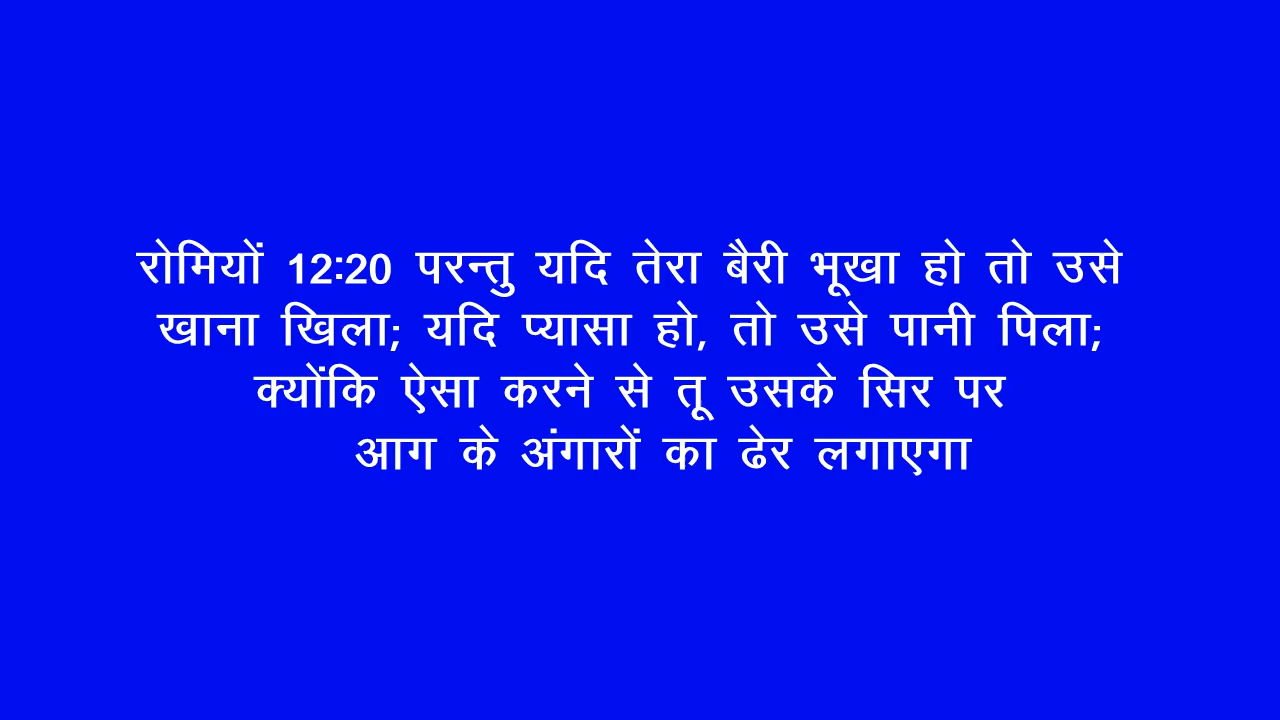 रोमियों 12:20 परन्तु यदि तेरा बैरी भूखा हो तो उसे
खाना खिला; यदि प्यासा हो, तो उसे पानी पिला;
क्योंकि ऐसा करने से तू उसके सिर पर
आग के अंगारों का ढेर लगाएगा